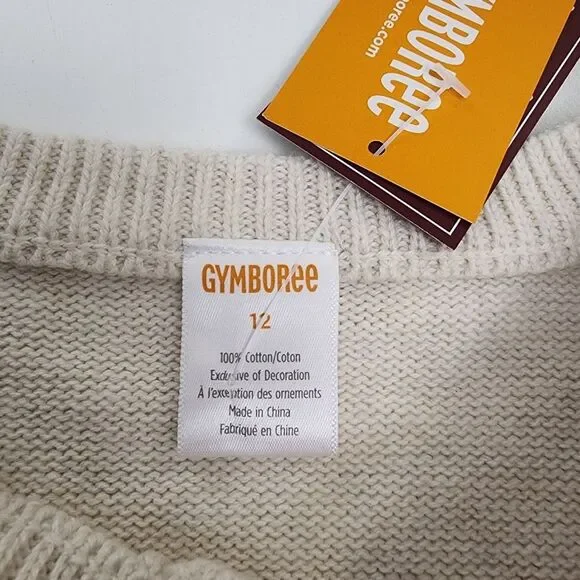 GYMBORee
oree.com
GYMBORee
12
100% Cotton/Coton
Exclusive of Decoration
À l'exception des ornements
Made in China
Fabriqué en Chine